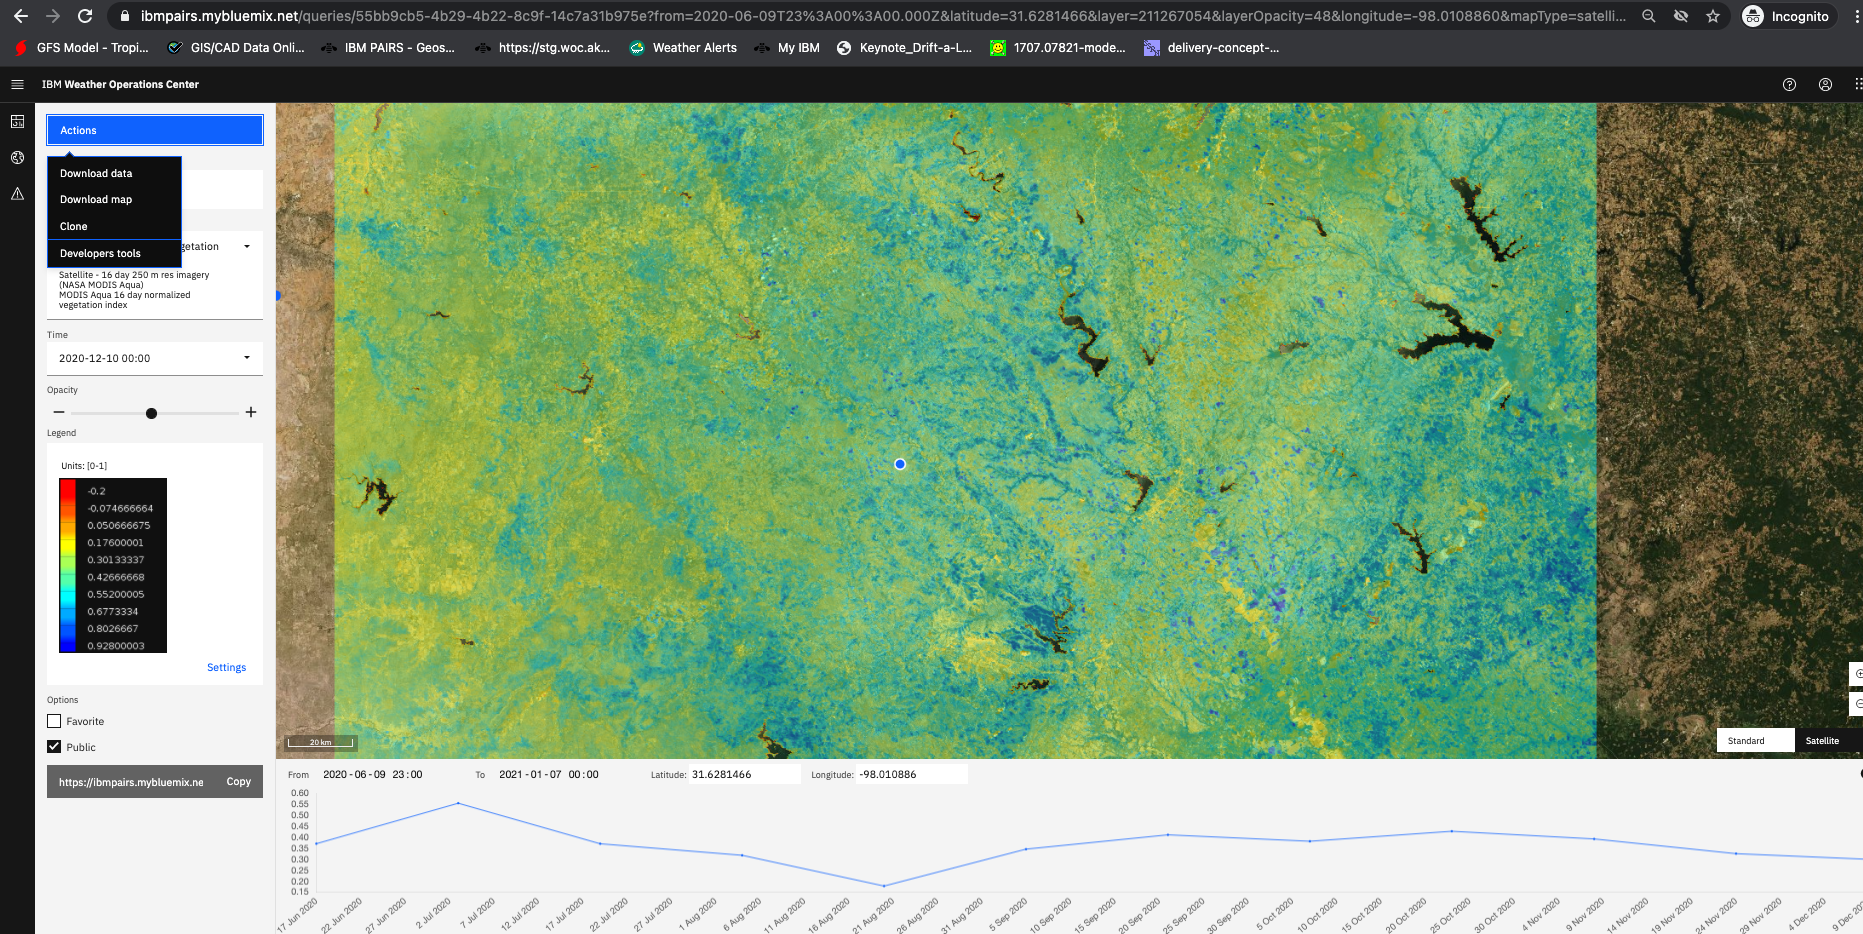 ibmpairs.mybluemix.net/queries/55bb9cb5-4b29-4b22-8c9f-14c7a31b975e?from=2020-06-09T23%3A00%3A00.000Z&latitude=31.6281466&layer=211267054&layerOpacity=48&longitude=-98.0108860&mapType=satelli...
Incognito
GFS Model - Tropi...
GIS/CAD Data Onli...
IBM PAIRS - Geos...
https://stg.woc.ak...
Weather Alerts
My IBM
Keynote_Drift-a-L...
1707.07821-mode...
delivery-concept-...
IBM Weather Operations Center
Actions
Download data
Download map
Clone
Developers tools
getation
Satellite - 16 day 250 m res imagery
(NASA MODIS Aqua)
MODIS Aqua 16 day normalized
vegetation index
Time
2020-12-10 00:00
Opacity
Legend
Units: [0-1]
-0.2
-0.074666664
0.050666675
0.17600001
0.30133337
0.42666668
0.55200005
0.6773334
0.8026667
0.92800003
Settings
Options
Favorite
Public
https://ibmpairs.mybluemix.ne
Copy
20 km
Standard
Satellite
From 2020-06-09 23:00 To 2021-01-07 00:00 Latitude: 31.6281466 Longitude: -98.010886
0.60
0.55
0.50
0.45
0.40
0.35
0.30
0.25
0.20
0.15
17 Jun 2020
22 Jun 2020
27 Jun 2020
2 Jul 2020
7 Jul 2020
12 Jul 2020
17 Jul 2020
22 Jul 2020
27 Jul 2020
1 Aug 2020
6 Aug 2020
11 Aug 2020
16 Aug 2020
21 Aug 2020
26 Aug 2020
31 Aug 2020
5 Sep 2020
10 Sep 2020
15 Sep 2020
20 Sep 2020
25 Sep 2020
30 Sep 2020
5 Oct 2020
10 Oct 2020
15 Oct 2020
20 Oct 2020
25 Oct 2020
30 Oct 2020
4 Nov 2020
9 Nov 2020
14 Nov 2020
19 Nov 2020
24 Nov 2020
29 Nov 2020
4 Dec 2020
9 Dec